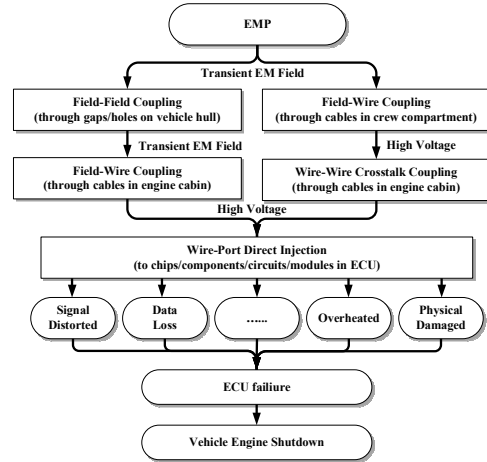 EMP
Transient EM Field
Field-Field Coupling
(through gaps/holes on vehicle hull)
Field-Wire Coupling
(through cables in crew compartment)
Transient EM Field
High Voltage
Field-Wire Coupling
(through cables in engine cabin)
Wire-Wire Crosstalk Coupling
(through cables in engine cabin)
High Voltage
Wire-Port Direct Injection
(to chips/components/circuits/modules in ECU)
Signal
Distorted
Data
Loss
…...
Overheated
Physical
Damaged
ECU failiure
Vehicle Engine Shutdown